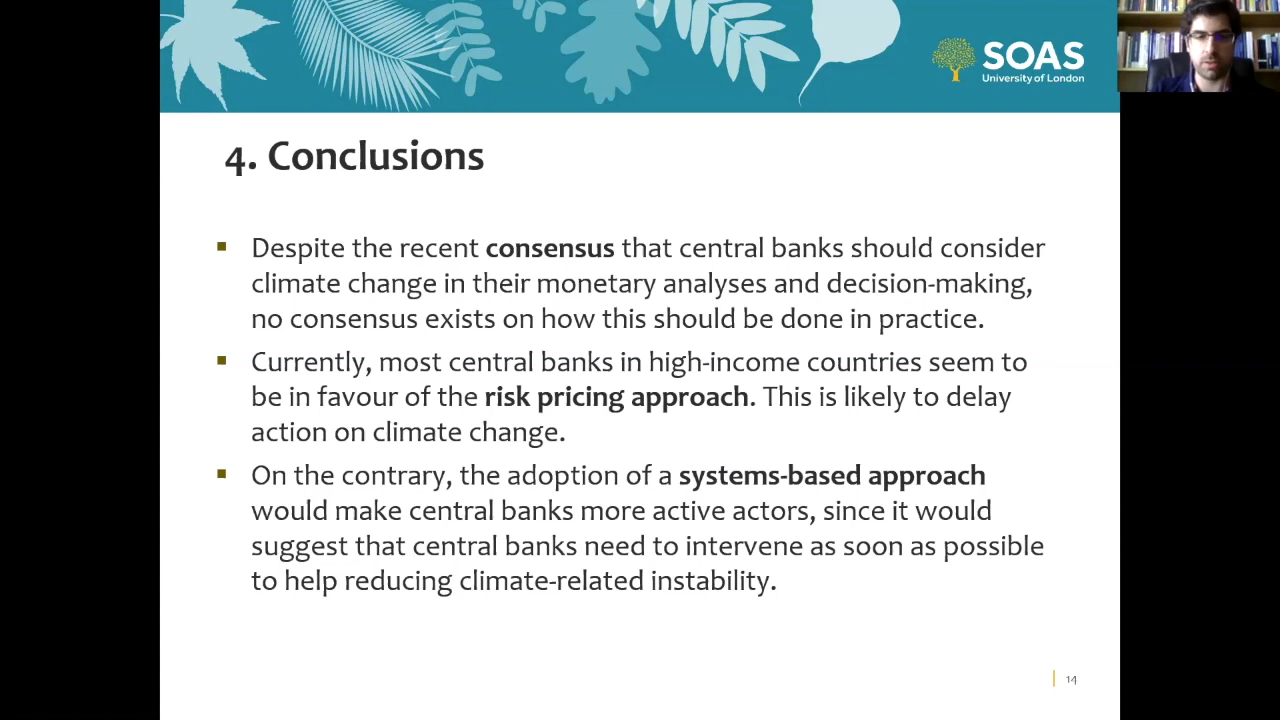 SOAS
University of London
4. Conclusions
Despite the recent consensus that central banks should consider
climate change in their monetary analyses and decision-making,
no consensus exists on how this should be done in practice.
Currently, most central banks in high-income countries seem to
be in favour of the risk pricing approach. This is likely to delay
action on climate change.
On the contrary, the adoption of a systems-based approach
would make central banks more active actors, since it would
suggest that central banks need to intervene as soon as possible
to help reducing climate-related instability.
14